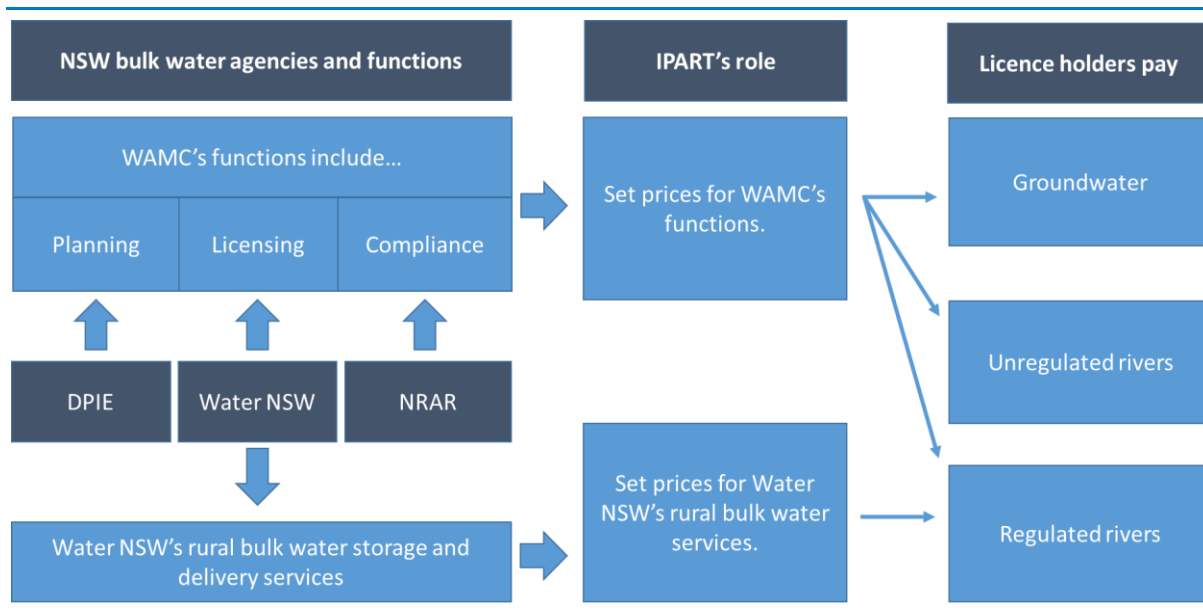 NSW bulk water agencies and functions
IPART’s role
Licence holders pay
WAMC’s functions include…
Planning
Licensing
Compliance
DPIE
Water NSW
NRAR
Water NSW’s rural bulk water storage and
delivery services
Set prices for WAMC’s
functions.
Set prices for Water
NSW’s rural bulk water
services.
Groundwater
Unregulated rivers
Regulated rivers